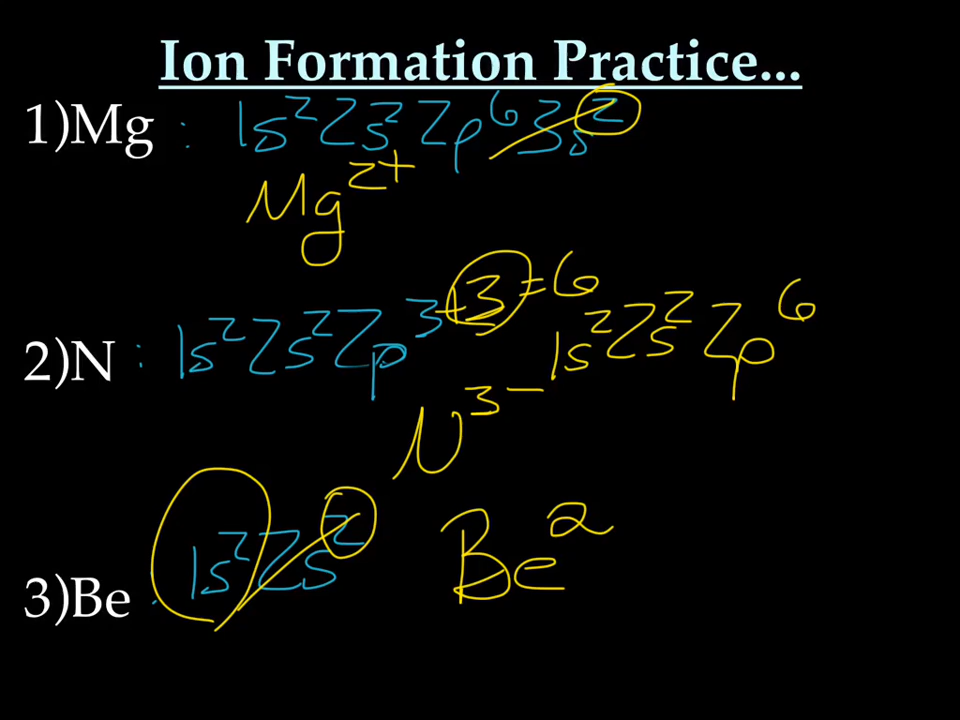 Ion Formation Practice...
1)Mg : 1s²2s²2p⁶3s²
Mg²⁺
2)N : 1s²2s²2p³+3=6 1s²2s²2p⁶
N³⁻
3)Be : 1s²2s² Be²